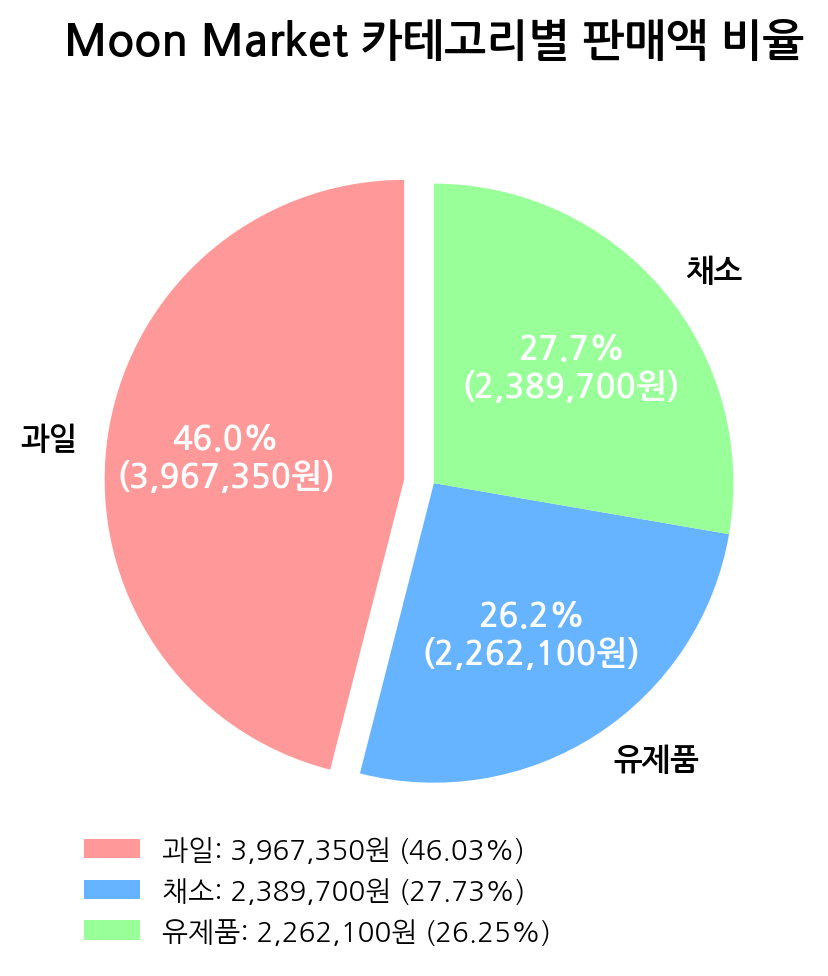 Moon Market 카테고리별 판매액 비율
채소
27.7%
(2,389,700원)
과일
46.0%
(3,967,350원)
26.2%
(2,262,100원)
유제품
과일: 3,967,350원 (46.03%)
채소: 2,389,700원 (27.73%)
유제품: 2,262,100원 (26.25%)